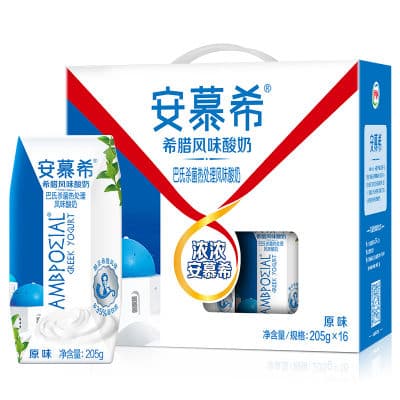 安慕希®
希腊风味酸奶
巴氏杀菌热处理风味酸奶
浓浓
安慕希
原味
净含量/规格: 205g×16
安慕希®
希腊风味酸奶
巴氏杀菌热处理
风味酸奶
AMBPOΣIAL®
GREEK YOGURT
原味 净含量: 205g